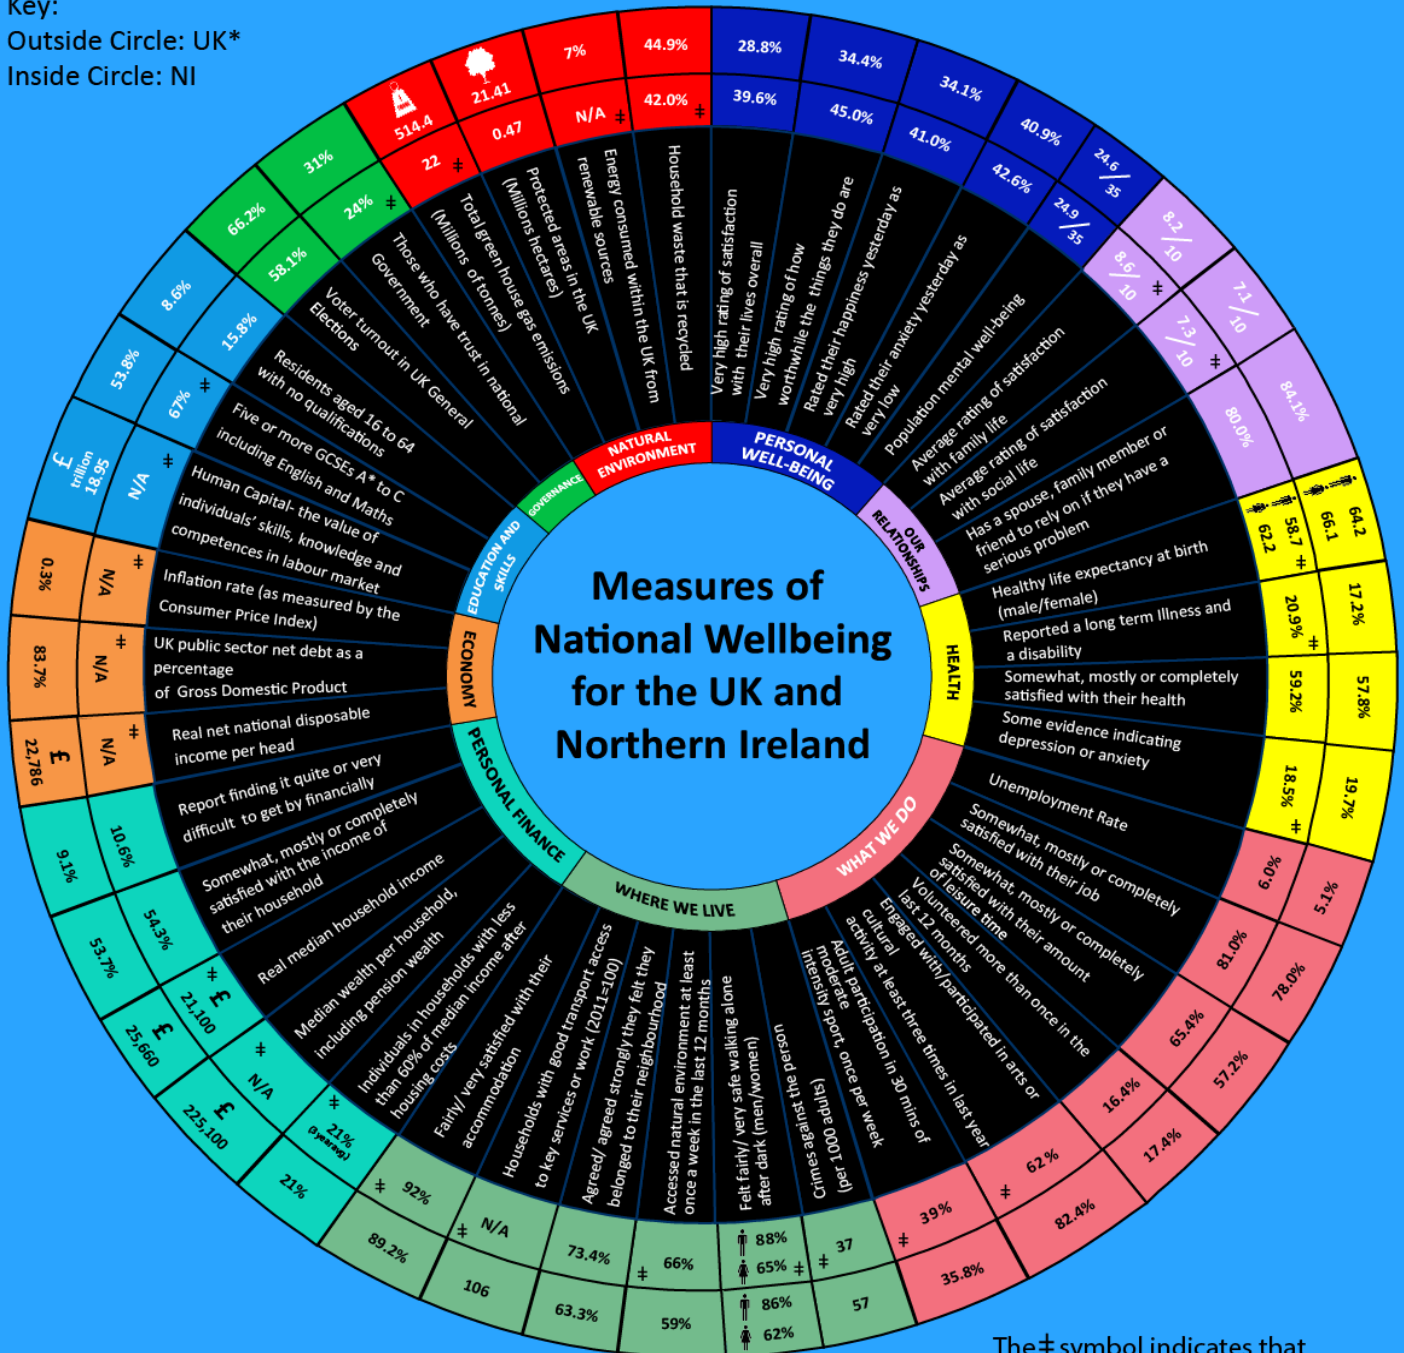 Key:
Outside Circle: UK*
Inside Circle: NI
Measures of
National Wellbeing
for the UK and
Northern Ireland
PERSONAL
WELL-BEING
28.8%
39.6%
Very high rating of satisfaction
with their lives overall
34.4%
45.0%
Very high rating of how
worthwhile the things they do are
34.1%
41.0%
Rated their happiness yesterday as
very high
40.9%
42.6%
Rated their anxiety yesterday as
very low
24.6/35
24.9/35
Population mental well-being
OUR
RELATIONSHIPS
8.2/10
8.6/10 ‡
Average rating of satisfaction
with family life
7.1/10
7.3/10 ‡
Average rating of satisfaction
with social life
84.1%
80.0%
Has a spouse, family member or
friend to rely on if they have a
serious problem
HEALTH
64.2
66.1
58.7
62.2 ‡
Healthy life expectancy at birth
(male/female)
17.2%
20.9% ‡
Reported a long term Illness and
a disability
57.8%
59.2%
Somewhat, mostly or completely
satisfied with their health
19.7%
18.5% ‡
Some evidence indicating
depression or anxiety
WHAT WE DO
5.1%
6.0%
Unemployment Rate
78.0%
81.0%
Somewhat, mostly or completely
satisfied with their job
57.2%
65.4%
Somewhat, mostly or completely
satisfied with their amount
of leisure time
17.4%
16.4%
Volunteered more than once in the
last 12 months
82.4%
62% ‡
Engaged with/participated in arts or
cultural
activity at least three times in last year
35.8%
39% ‡
Adult participation in 30 mins of
moderate
intensity sport, once per week
WHERE WE LIVE
57
37 ‡
Crimes against the person
(per 1000 adults)
86%
62%
88%
65% ‡
Felt fairly/ very safe walking alone
after dark (men/women)
59%
66% ‡
Accessed natural environment at least
once a week in the last 12 months
63.3%
73.4%
Agreed/ agreed strongly they felt they
belonged to their neighbourhood
106
N/A ‡
Households with good transport access
to key services or work (2011=100)
89.2%
92% ‡
Fairly/ very satisfied with their
accommodation
PERSONAL FINANCE
21%
21% ‡
(3 year avg.)
Individuals in households with less
than 60% of median income after
housing costs
£
225,100
N/A ‡
Median wealth per household,
including pension wealth
£
25,660
£
21,100 ‡
Real median household income
53.7%
54.3%
Somewhat, mostly or completely
satisfied with the income of
their household
9.1%
10.6%
Report finding it quite or very
difficult to get by financially
ECONOMY
£
22,786
N/A ‡
Real net national disposable
income per head
83.7%
N/A ‡
UK public sector net debt as a
percentage
of Gross Domestic Product
0.3%
N/A ‡
Inflation rate (as measured by the
Consumer Price Index)
EDUCATION AND
SKILLS
£
trillion
18.95
N/A ‡
Human Capital- the value of
individuals’ skills, knowledge and
competences in labour market
53.8%
67% ‡
Five or more GCSEs A* to C
including English and Maths
8.6%
15.8%
Residents aged 16 to 64
with no qualifications
GOVERNANCE
66.2%
58.1%
Voter turnout in UK General
Elections
31%
24% ‡
Those who have trust in national
Government
NATURAL
ENVIRONMENT
514.4
22 ‡
Total green house gas emissions
(Millions of tonnes)
21.41
0.47
Protected areas in the UK
(Millions hectares)
7%
N/A ‡
Energy consumed within the UK from
renewable sources
44.9%
42.0% ‡
Household waste that is recycled
The ‡ symbol indicates that